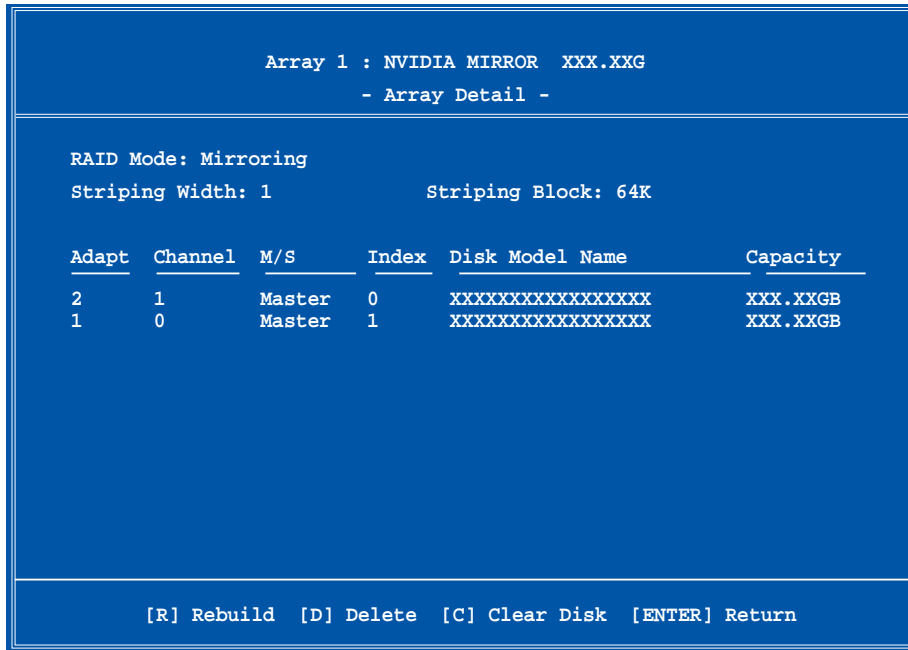 Array 1 : NVIDIA MIRROR XXX.XXG
- Array Detail -
RAID Mode: Mirroring
Striping Width: 1 Striping Block: 64K
Adapt Channel M/S Index Disk Model Name Capacity
2 1 Master 0 XXXXXXXXXXXXXXXXX XXX.XXGB
1 0 Master 1 XXXXXXXXXXXXXXXXX XXX.XXGB
[R] Rebuild [D] Delete [C] Clear Disk [ENTER] Return